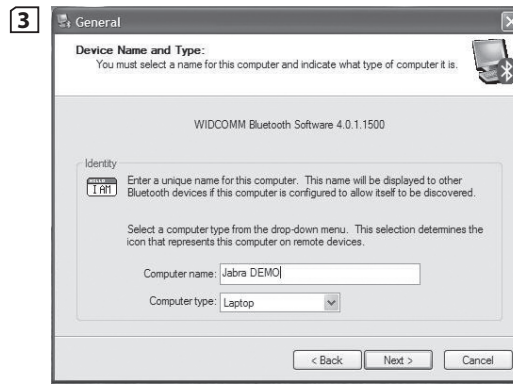 3
General
Device Name and Type:
You must select a name for this computer and indicate what type of computer it is.
WIDCOMM Bluetooth Software 4.0.1.1500
Identity
HELLO
I AM
Enter a unique name for this computer. This name will be displayed to other
Bluetooth devices if this computer is configured to allow itself to be discovered.
Select a computer type from the drop-down menu. This selection determines the
icon that represents this computer on remote devices.
Computer name: Jabra DEMO
Computer type: Laptop
< Back Next > Cancel